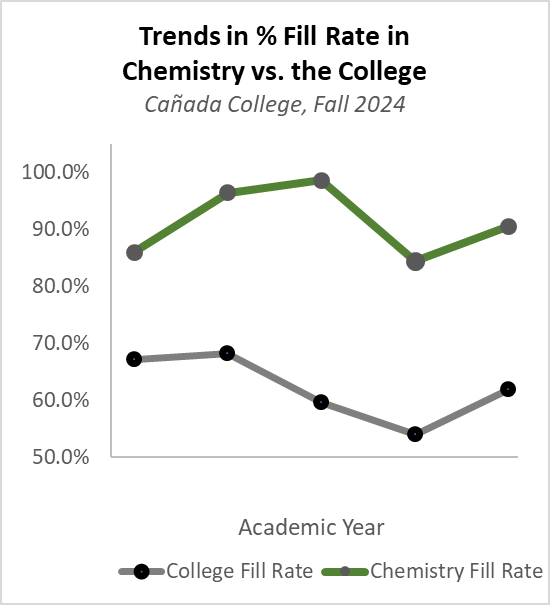 Trends in % Fill Rate in
Chemistry vs. the College
Cañada College, Fall 2024
100.0%
90.0%
80.0%
70.0%
60.0%
50.0%
Academic Year
College Fill Rate Chemistry Fill Rate